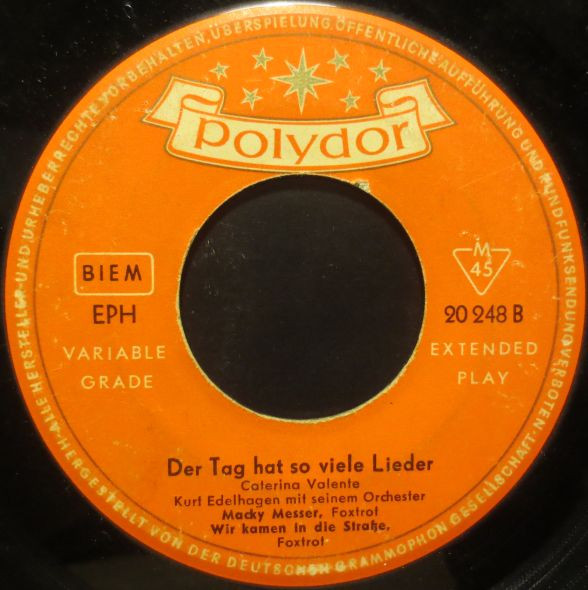 ALLE HERSTELLER- UND URHEBERRECHTE VORBEHALTEN, ÜBERSPIELUNG, ÖFFENTLICHE AUFFÜHRUNG UND RUNDFUNKSENDUNG VERBOTEN.
Polydor
BIEM
M
45
EPH
20 248 B
VARIABLE
GRADE
EXTENDED
PLAY
Der Tag hat so viele Lieder
Caterina Valente
Kurt Edelhagen mit seinem Orchester
Macky Messer, Foxtrot
Wir kamen in die Straße,
Foxtrot
HERGESTELLT VON DER DEUTSCHEN GRAMMOPHON GESELLSCHAFT